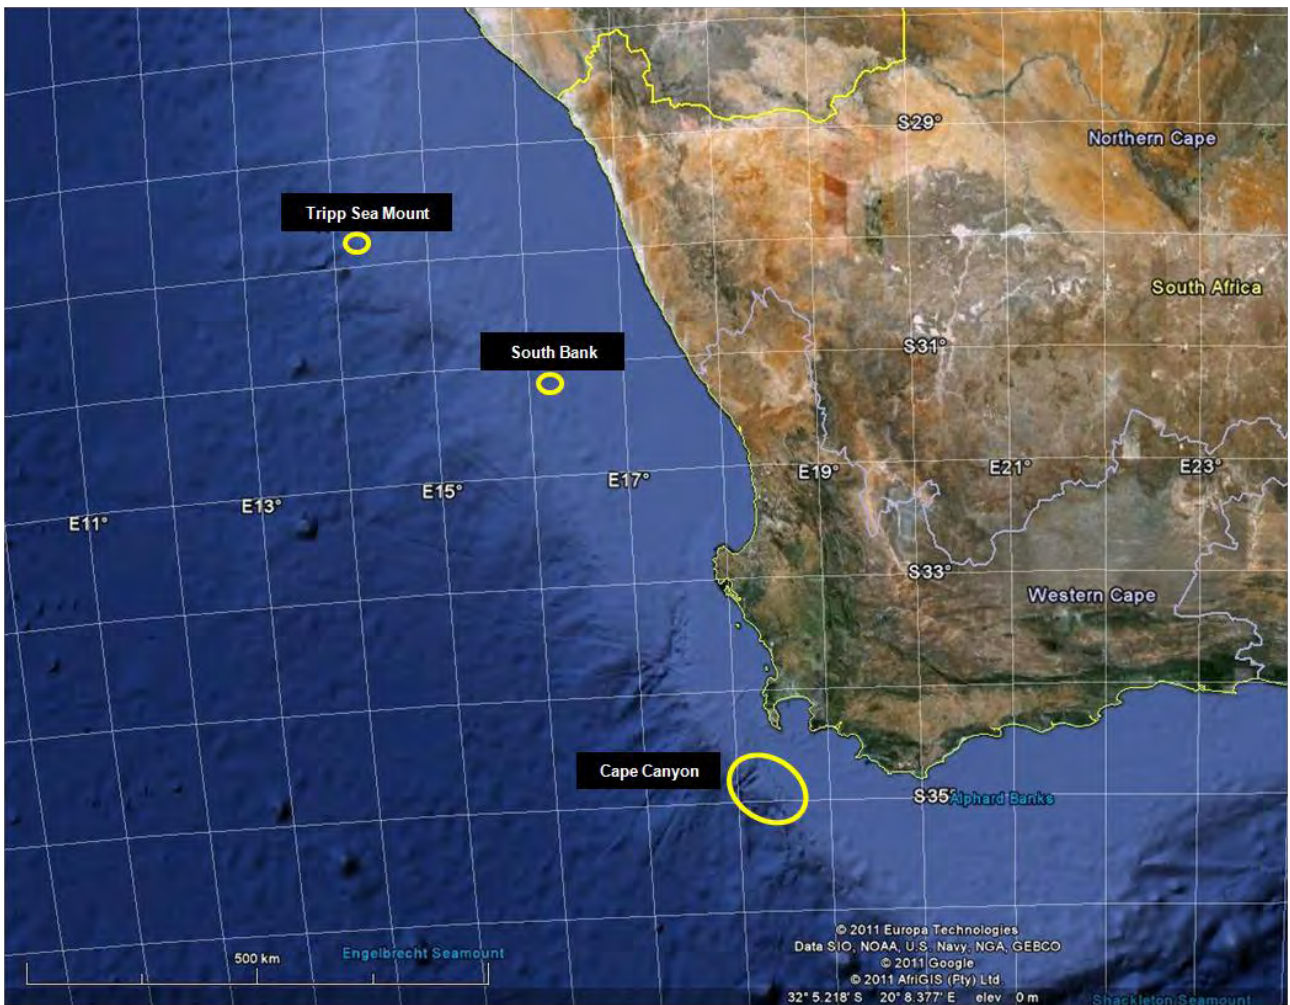 S29°
Northern Cape
Tripp Sea Mount
South Africa
South Bank
S31°
E11°
E13°
E15°
E17°
E19°
E21°
E23°
S33°
Western Cape
Cape Canyon
S35°
Alphard Banks
500 km
Engelbrecht Seamount
© 2011 Europa Technologies
Data SIO, NOAA, U.S. Navy, NGA, GEBCO
© 2011 Google
© 2011 AfriGIS (Pty) Ltd.
32° 5.218' S 20° 8.377' E elev 0 m
Shackleton Seamount